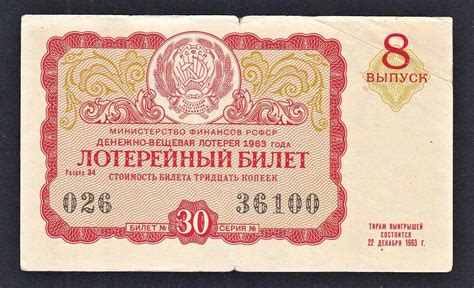 РСФСР
8
ВЫПУСК
МИНИСТЕРСТВО ФИНАНСОВ РСФСР
ДЕНЕЖНО-ВЕЩЕВАЯ ЛОТЕРЕЯ 1963 ГОДА
ЛОТЕРЕЙНЫЙ БИЛЕТ
Разряд 34
СТОИМОСТЬ БИЛЕТА ТРИДЦАТЬ КОПЕЕК
026 36100
БИЛЕТ № 30 СЕРИЯ №
ТИРАЖ ВЫИГРЫШЕЙ
СОСТОИТСЯ
22 ДЕКАБРЯ 1963 г.